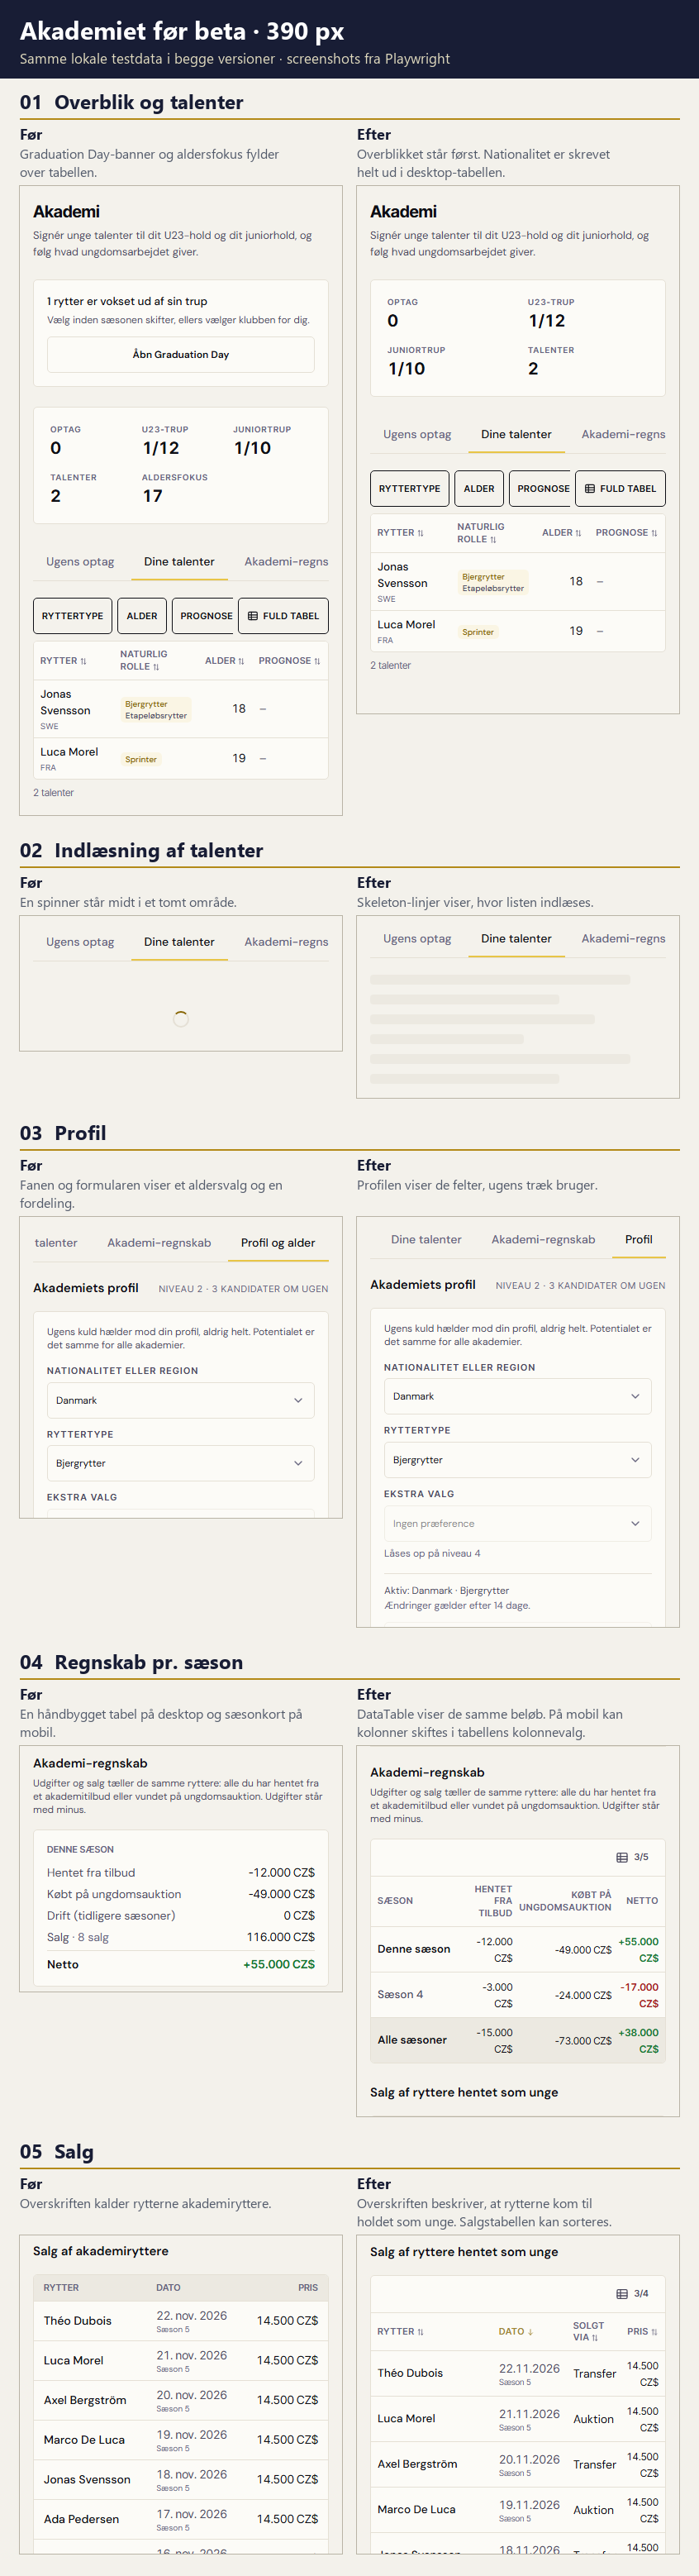 Akademiet før beta · 390 px
Samme lokale testdata i begge versioner · screenshots fra Playwright
01 Overblik og talenter
Før
Graduation Day-banner og aldersfokus fylder
over tabellen.
Akademi
Signér unge talenter til dit U23-hold og dit juniorhold, og
følg hvad ungdomsarbejdet giver.
1 rytter er vokset ud af sin trup
Vælg inden sæsonen skifter, ellers vælger klubben for dig.
Åbn Graduation Day
OPTAG U23-TRUP JUNIORTRUP
0 1/12 1/10
TALENTER ALDERSFOKUS
2 17
Ugens optag Dine talenter Akademi-regns
RYTTERTYPE ALDER PROGNOSE FULD TABEL
RYTTER ⇅ NATURLIG ALDER ⇅ PROGNOSE ⇅
ROLLE ⇅
Jonas Bjergrytter
Svensson Etapeløbsrytter 18 –
SWE
Luca Morel Sprinter 19 –
FRA
2 talenter
Efter
Overblikket står først. Nationalitet er skrevet
helt ud i desktop-tabellen.
Akademi
Signér unge talenter til dit U23-hold og dit juniorhold, og
følg hvad ungdomsarbejdet giver.
OPTAG U23-TRUP
0 1/12
JUNIORTRUP TALENTER
1/10 2
Ugens optag Dine talenter Akademi-regns
RYTTERTYPE ALDER PROGNOSE FULD TABEL
RYTTER ⇅ NATURLIG ALDER ⇅ PROGNOSE ⇅
ROLLE ⇅
Jonas Bjergrytter
Svensson Etapeløbsrytter 18 –
SWE
Luca Morel Sprinter 19 –
FRA
2 talenter
02 Indlæsning af talenter
Før
En spinner står midt i et tomt område.
Ugens optag Dine talenter Akademi-regns
Efter
Skeleton-linjer viser, hvor listen indlæses.
Ugens optag Dine talenter Akademi-regns
03 Profil
Før
Fanen og formularen viser et aldersvalg og en
fordeling.
talenter Akademi-regnskab Profil og alder
Akademiets profil NIVEAU 2 · 3 KANDIDATER OM UGEN
Ugens kuld hælder mod din profil, aldrig helt. Potentialet er
det samme for alle akademier.
NATIONALITET ELLER REGION
Danmark
RYTTERTYPE
Bjergrytter
EKSTRA VALG
Efter
Profilen viser de felter, ugens træk bruger.
Dine talenter Akademi-regnskab Profil
Akademiets profil NIVEAU 2 · 3 KANDIDATER OM UGEN
Ugens kuld hælder mod din profil, aldrig helt. Potentialet er
det samme for alle akademier.
NATIONALITET ELLER REGION
Danmark
RYTTERTYPE
Bjergrytter
EKSTRA VALG
Ingen præference
Låses op på niveau 4
Aktiv: Danmark · Bjergrytter
Ændringer gælder efter 14 dage.
04 Regnskab pr. sæson
Før
En håndbygget tabel på desktop og sæsonkort på
mobil.
Akademi-regnskab
Udgifter og salg tæller de samme ryttere: alle du har hentet fra
et akademitilbud eller vundet på ungdomsauktion. Udgifter står
med minus.
DENNE SÆSON
Hentet fra tilbud -12.000 CZ$
Købt på ungdomsauktion -49.000 CZ$
Drift (tidligere sæsoner) 0 CZ$
Salg · 8 salg 116.000 CZ$
Netto +55.000 CZ$
Efter
DataTable viser de samme beløb. På mobil kan
kolonner skiftes i tabellens kolonnevalg.
Akademi-regnskab
Udgifter og salg tæller de samme ryttere: alle du har hentet fra
et akademitilbud eller vundet på ungdomsauktion. Udgifter står
med minus.
3/5
SÆSON HENTET FRA TILBUD KØBT PÅ UNGDOMSAUKTION NETTO
Denne sæson -12.000 CZ$ -49.000 CZ$ +55.000 CZ$
Sæson 4 -3.000 CZ$ -24.000 CZ$ -17.000 CZ$
Alle sæsoner -15.000 CZ$ -73.000 CZ$ +38.000 CZ$
Salg af ryttere hentet som unge
05 Salg
Før
Overskriften kalder rytterne akademiryttere.
Salg af akademiryttere
RYTTER DATO PRIS
Théo Dubois 22. nov. 2026 14.500 CZ$
Sæson 5
Luca Morel 21. nov. 2026 14.500 CZ$
Sæson 5
Axel Bergström 20. nov. 2026 14.500 CZ$
Sæson 5
Marco De Luca 19. nov. 2026 14.500 CZ$
Sæson 5
Jonas Svensson 18. nov. 2026 14.500 CZ$
Sæson 5
Ada Pedersen 17. nov. 2026 14.500 CZ$
Sæson 5
Efter
Overskriften beskriver, at rytterne kom til
holdet som unge. Salgstabellen kan sorteres.
Salg af ryttere hentet som unge
3/4
RYTTER ⇅ DATO ↓ SOLGT VIA ⇅ PRIS ⇅
Théo Dubois 22.11.2026 Transfer 14.500 CZ$
Sæson 5
Luca Morel 21.11.2026 Auktion 14.500 CZ$
Sæson 5
Axel Bergström 20.11.2026 Transfer 14.500 CZ$
Sæson 5
Marco De Luca 19.11.2026 Auktion 14.500 CZ$
Sæson 5
18.11.2026 14.500